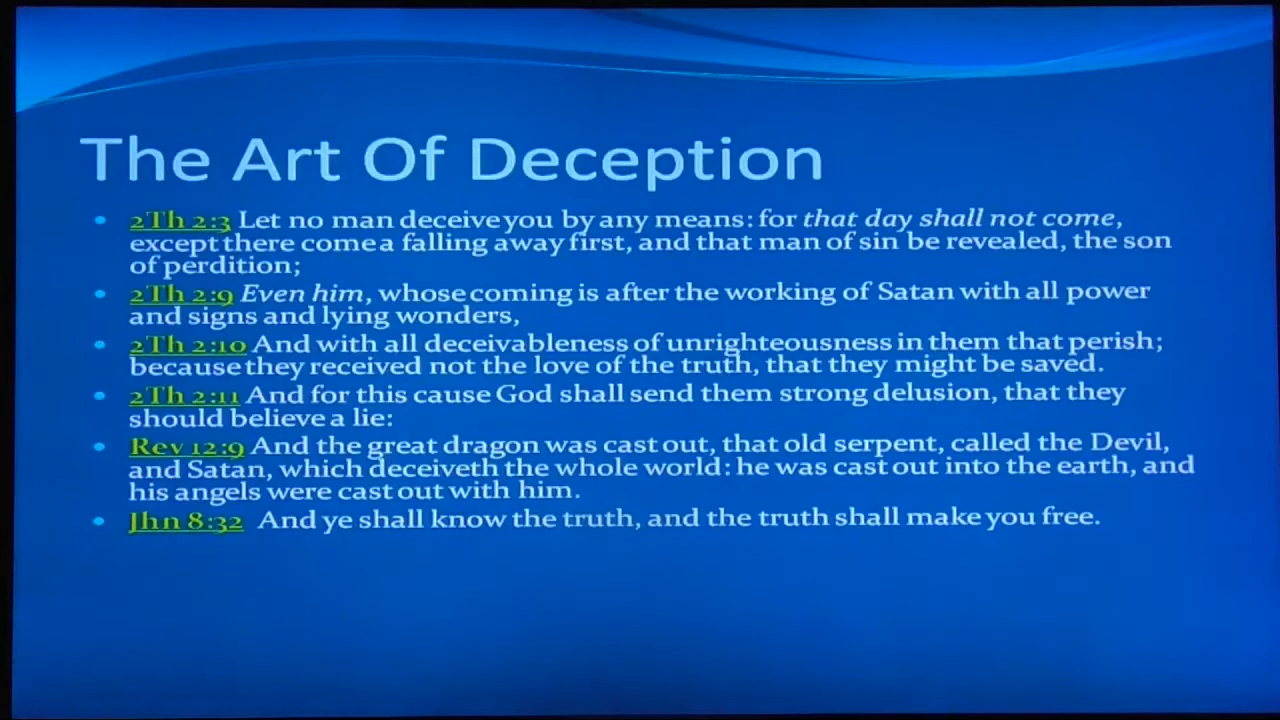 The Art Of Deception
2Th 2:3 Let no man deceive you by any means: for that day shall not come,
except there come a falling away first, and that man of sin be revealed, the son
of perdition;
2Th 2:9 Even him, whose coming is after the working of Satan with all power
and signs and lying wonders,
2Th 2:10 And with all deceivableness of unrighteousness in them that perish;
because they received not the love of the truth, that they might be saved.
2Th 2:11 And for this cause God shall send them strong delusion, that they
should believe a lie:
Rev 12:9 And the great dragon was cast out, that old serpent, called the Devil,
and Satan, which deceiveth the whole world: he was cast out into the earth, and
his angels were cast out with him.
Jhn 8:32 And ye shall know the truth, and the truth shall make you free.